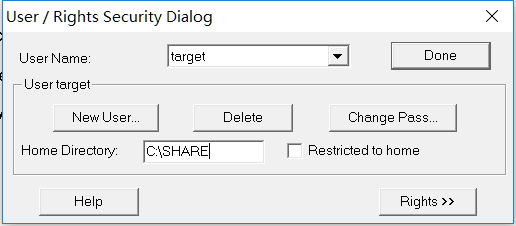 User / Rights Security Dialog
User Name: target Done
User target
New User... Delete Change Pass...
Home Directory: C:\SHARE Restricted to home
Help Rights >>